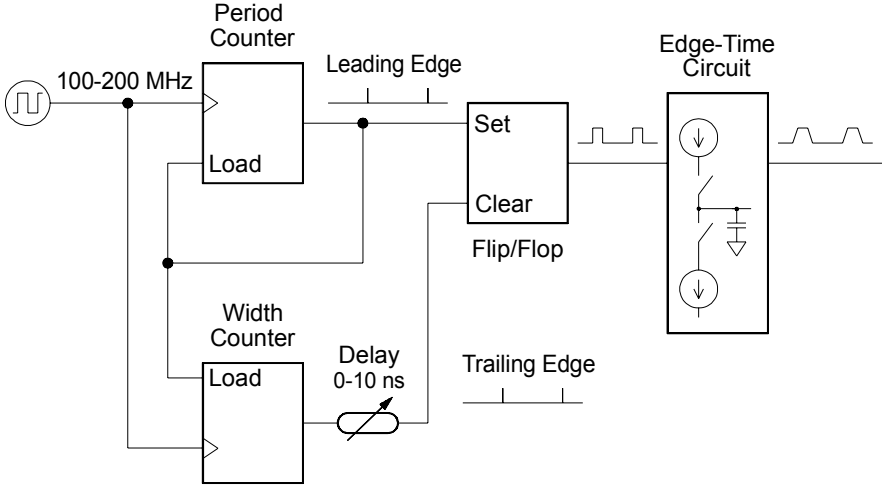 Period
Counter
100-200 MHz
Load
Leading Edge
Set
Clear
Flip/Flop
Edge-Time
Circuit
Width
Counter
Load
Delay
0-10 ns
Trailing Edge